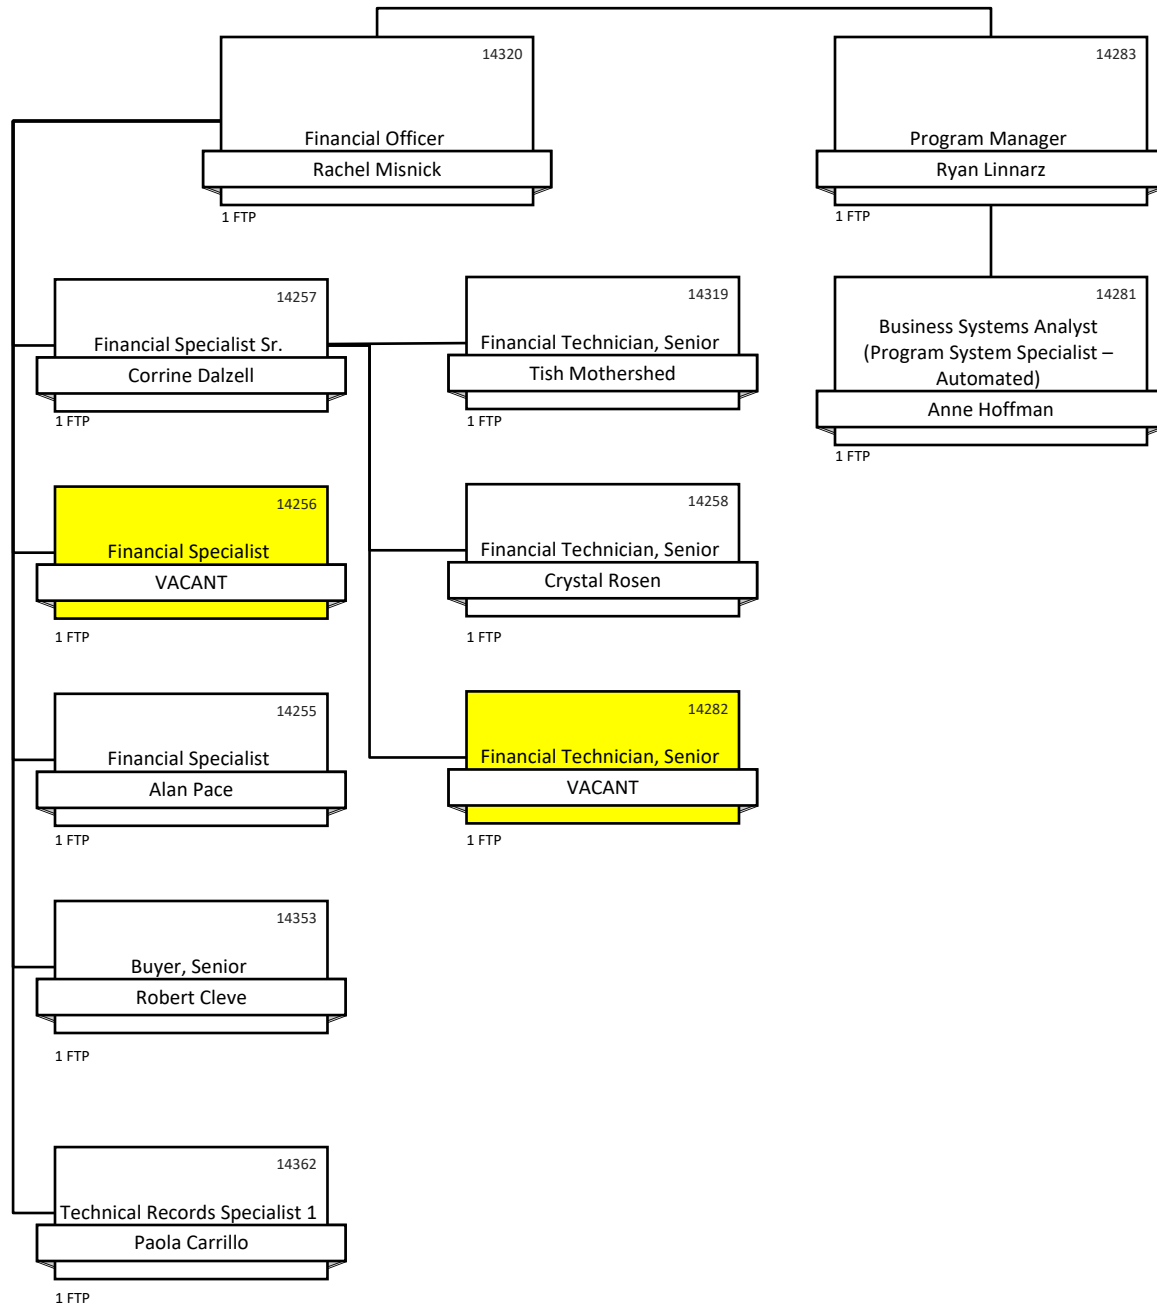 14320
Financial Officer
Rachel Misnick
1 FTP
14283
Program Manager
Ryan Linnarz
1 FTP
14257
Financial Specialist Sr.
Corrine Dalzell
1 FTP
14319
Financial Technician, Senior
Tish Mothershed
1 FTP
14281
Business Systems Analyst
(Program System Specialist –
Automated)
Anne Hoffman
1 FTP
14256
Financial Specialist
VACANT
1 FTP
14258
Financial Technician, Senior
Crystal Rosen
1 FTP
14255
Financial Specialist
Alan Pace
1 FTP
14282
Financial Technician, Senior
VACANT
1 FTP
14353
Buyer, Senior
Robert Cleve
1 FTP
14362
Technical Records Specialist 1
Paola Carrillo
1 FTP